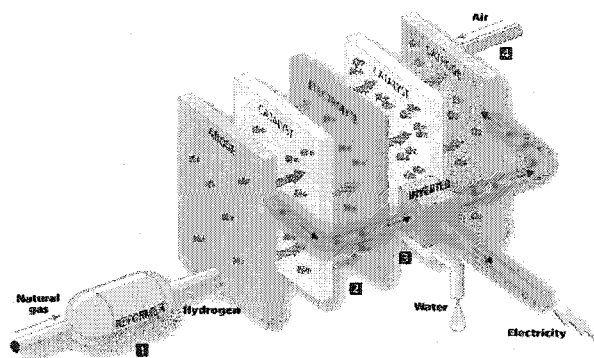 Air
4
CATHODE
CATALYST
ELECTROLYTE
CATALYST
ANODE
INVERTER
3
2
Natural
gas
REFORMER
Hydrogen
1
Water
Electricity